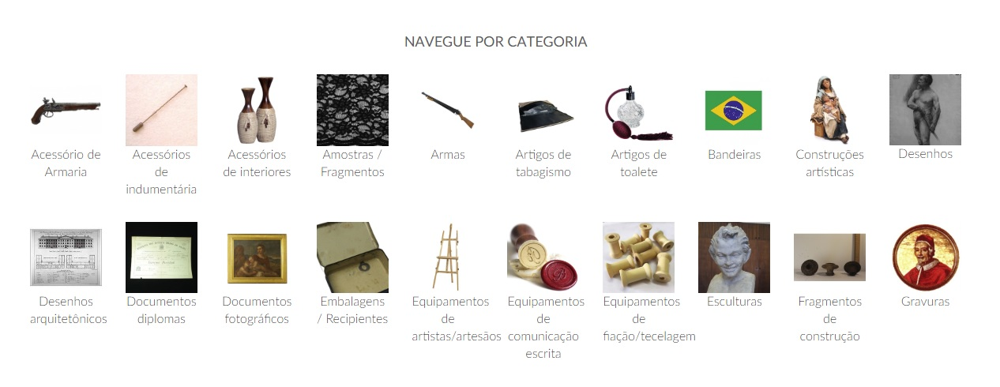 NAVEGUE POR CATEGORIA
Acessório de
Armaria
Acessórios
de
indumentária
Acessórios
de interiores
Amostras /
Fragmentos
Armas
Artigos de
tabagismo
Artigos de
toalete
Bandeiras
Construções
artísticas
Desenhos
Desenhos
arquitetônicos
Documentos
diplomas
Documentos
fotográficos
Embalagens
/ Recipientes
Equipamentos
de
artistas/artesãos
Equipamentos
de
comunicação
escrita
Equipamentos
de
fiação/tecelagem
Esculturas
Fragmentos
de
construção
Gravuras